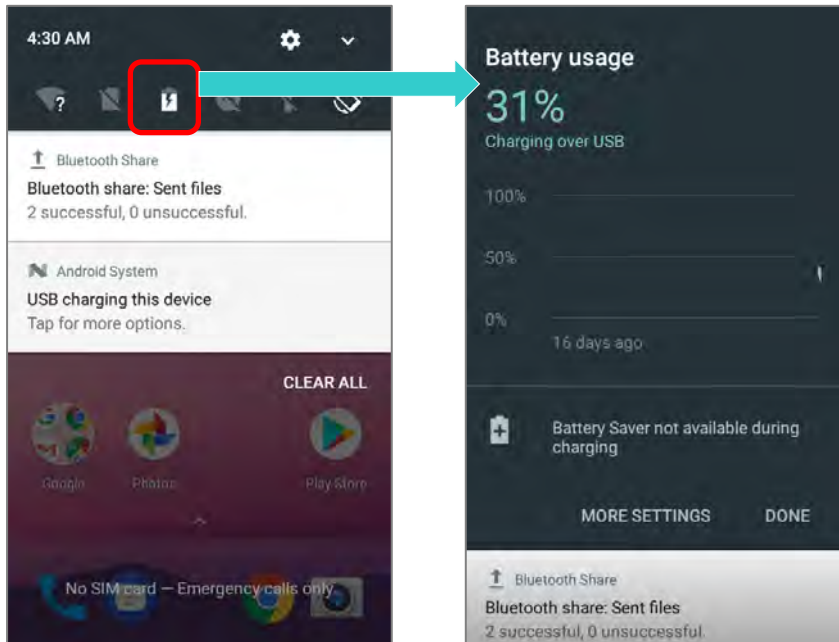 4:30 AM
?
Bluetooth Share
Bluetooth share: Sent files
2 successful, 0 unsuccessful.
Android System
USB charging this device
Tap for more options.
CLEAR ALL
Google
Photos
Play Store
No SIM card — Emergency calls only
Battery usage
31%
Charging over USB
100%
50%
0%
16 days ago
Battery Saver not available during
charging
MORE SETTINGS
DONE
Bluetooth Share
Bluetooth share: Sent files
2 successful, 0 unsuccessful.